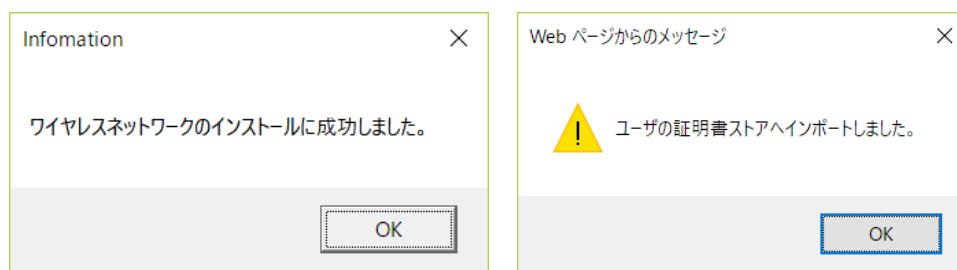 Infomation
ワイヤレスネットワークのインストールに成功しました。
OK
Web ページからのメッセージ
ユーザの証明書ストアへインポートしました。
OK